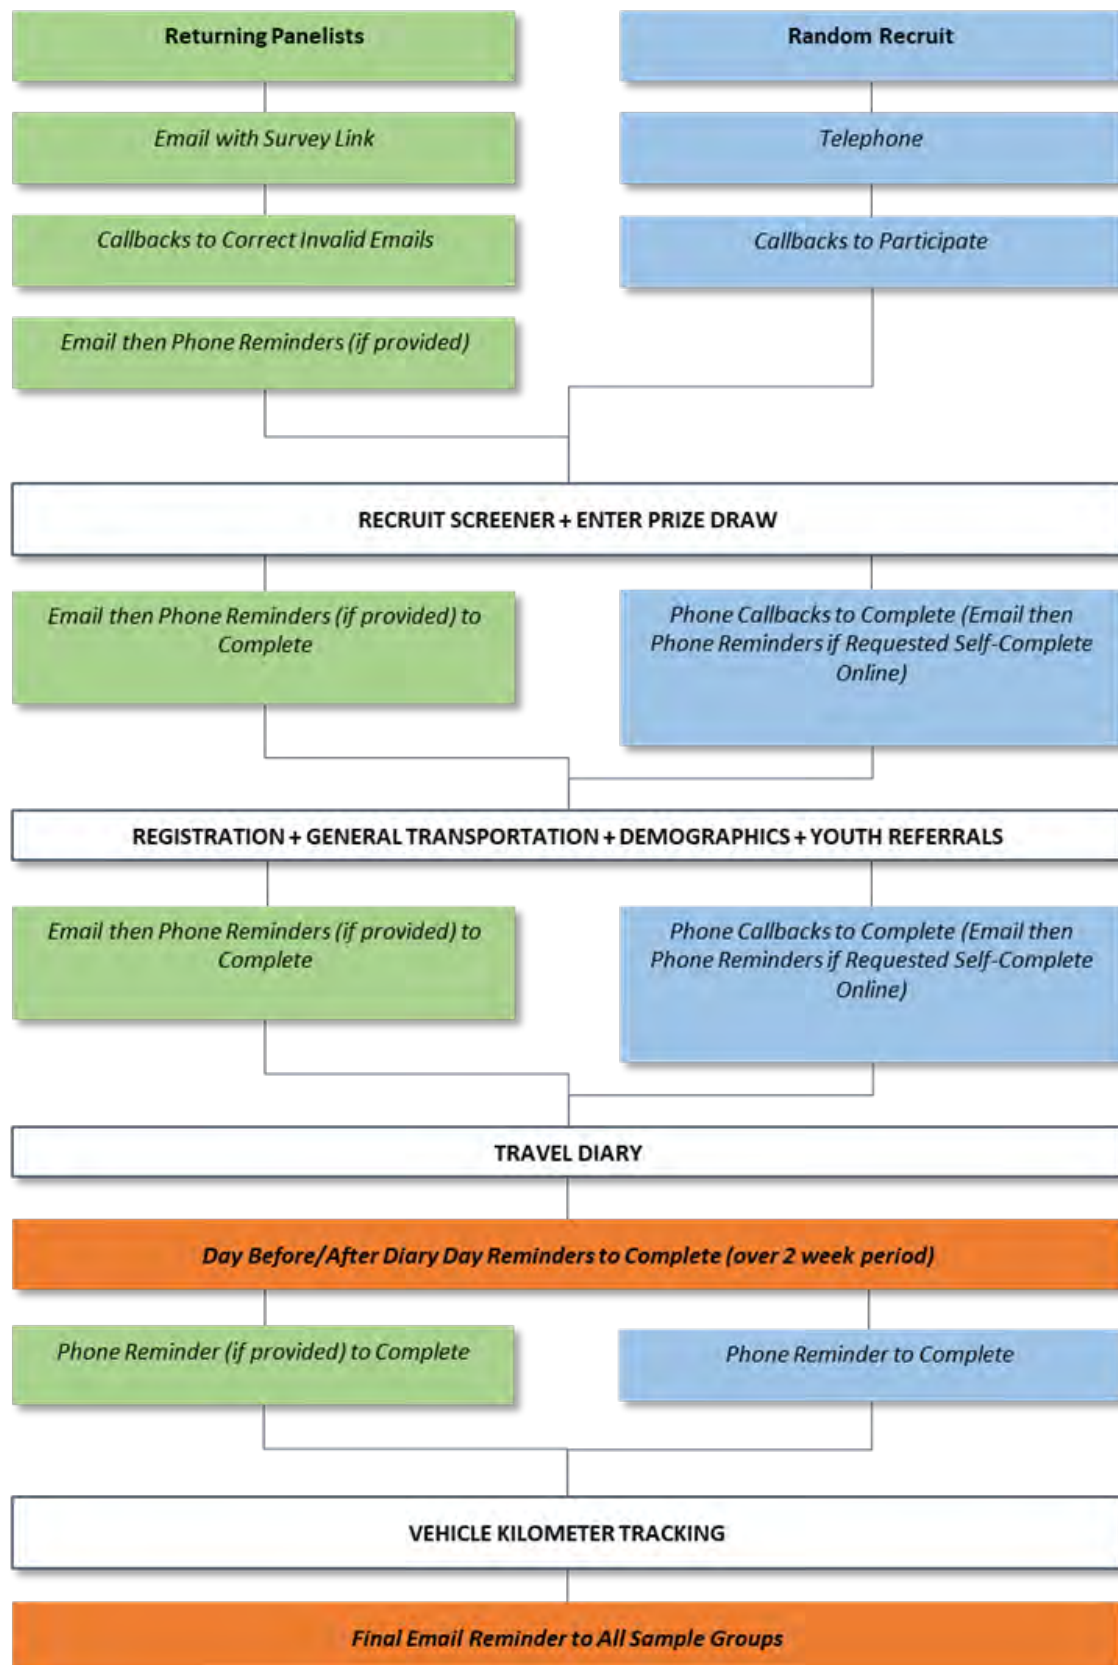 Returning Panelists
Random Recruit
Email with Survey Link
Telephone
Callbacks to Correct Invalid Emails
Callbacks to Participate
Email then Phone Reminders (if provided)
RECRUIT SCREENER + ENTER PRIZE DRAW
Email then Phone Reminders (if provided) to
Complete
Phone Callbacks to Complete (Email then
Phone Reminders if Requested Self-Complete
Online)
REGISTRATION + GENERAL TRANSPORTATION + DEMOGRAPHICS + YOUTH REFERRALS
Email then Phone Reminders (if provided) to
Complete
Phone Callbacks to Complete (Email then
Phone Reminders if Requested Self-Complete
Online)
TRAVEL DIARY
Day Before/After Diary Day Reminders to Complete (over 2 week period)
Phone Reminder (if provided) to Complete
Phone Reminder to Complete
VEHICLE KILOMETER TRACKING
Final Email Reminder to All Sample Groups